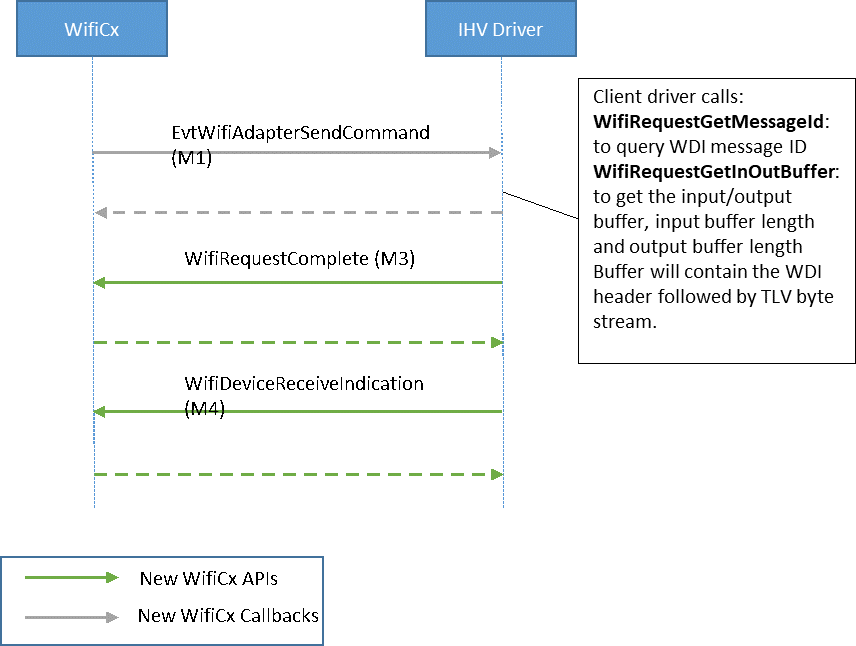 WifiCx
IHV Driver
EvtWifiAdapterSendCommand
(M1)
WifiRequestComplete (M3)
WifiDeviceReceiveIndication
(M4)
Client driver calls:
WifiRequestGetMessageId:
to query WDI message ID
WifiRequestGetInOutBuffer:
to get the input/output
buffer, input buffer length
and output buffer length
Buffer will contain the WDI
header followed by TLV byte
stream.
New WifiCx APIs
New WifiCx Callbacks